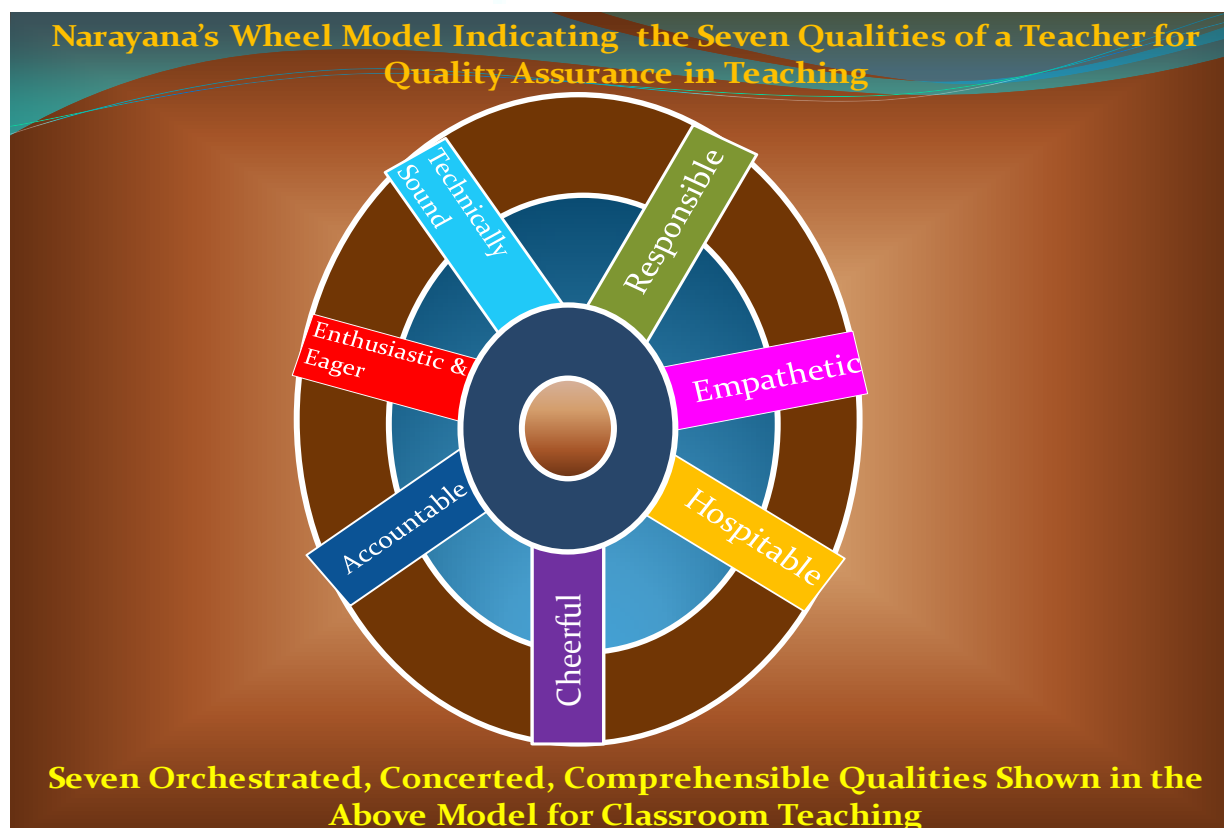 Narayana’s Wheel Model Indicating the Seven Qualities of a Teacher for
Quality Assurance in Teaching
Technically
Sound
Responsible
Enthusiastic &
Eager
Empathetic
Accountable
Hospitable
Cheerful
Seven Orchestrated, Concerted, Comprehensible Qualities Shown in the
Above Model for Classroom Teaching